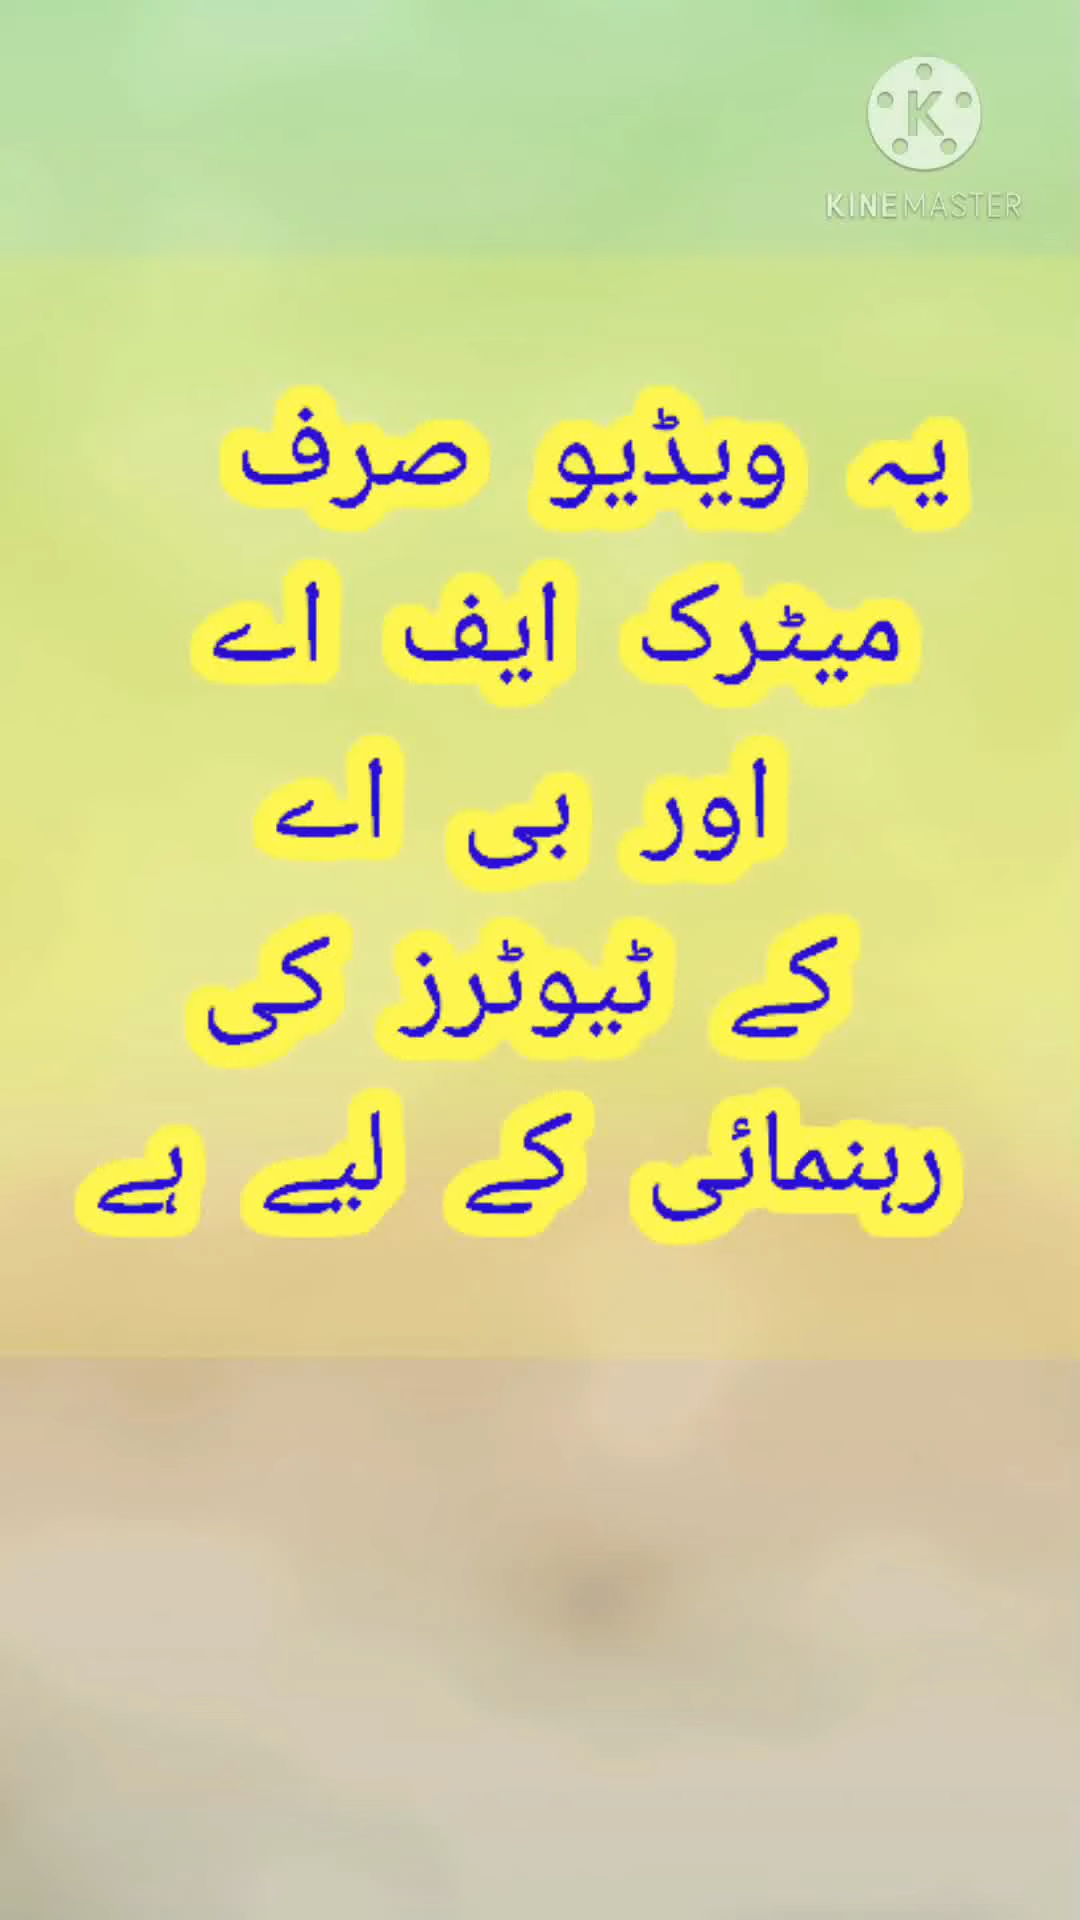 KINEMASTER
یہ ویڈیو صرف
میٹرک ایف اے
اور بی اے
کے ٹیوٹرز کی
رہنمائی کے لیے ہے